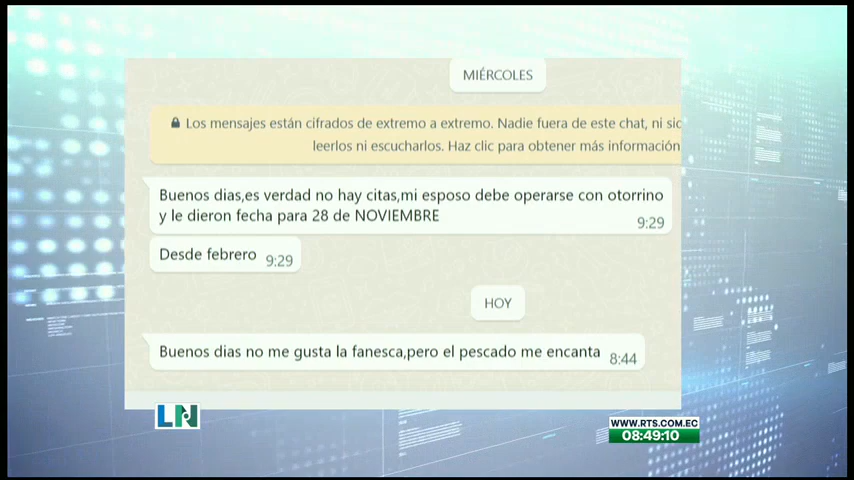 MIÉRCOLES
Los mensajes están cifrados de extremo a extremo. Nadie fuera de este chat, ni
leerlos ni escucharlos. Haz clic para obtener más información
Buenos dias,es verdad no hay citas,mi esposo debe operarse con otorrino
y le dieron fecha para 28 de NOVIEMBRE
9:29
Desde febrero 9:29
HOY
Buenos dias no me gusta la fanesca,pero el pescado me encanta 8:44
LN
WWW.RTS.COM.EC
08:49:10